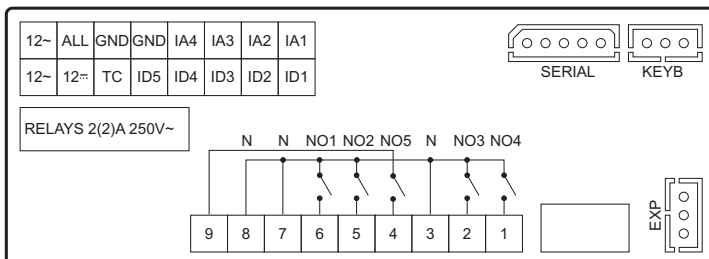 12~ ALL GND GND IA4 IA3 IA2 IA1
12~ 12⎓ TC ID5 ID4 ID3 ID2 ID1
SERIAL KEYB
RELAYS 2(2)A 250V~
N N NO1 NO2 NO5 N NO3 NO4
EXP
9 8 7 6 5 4 3 2 1